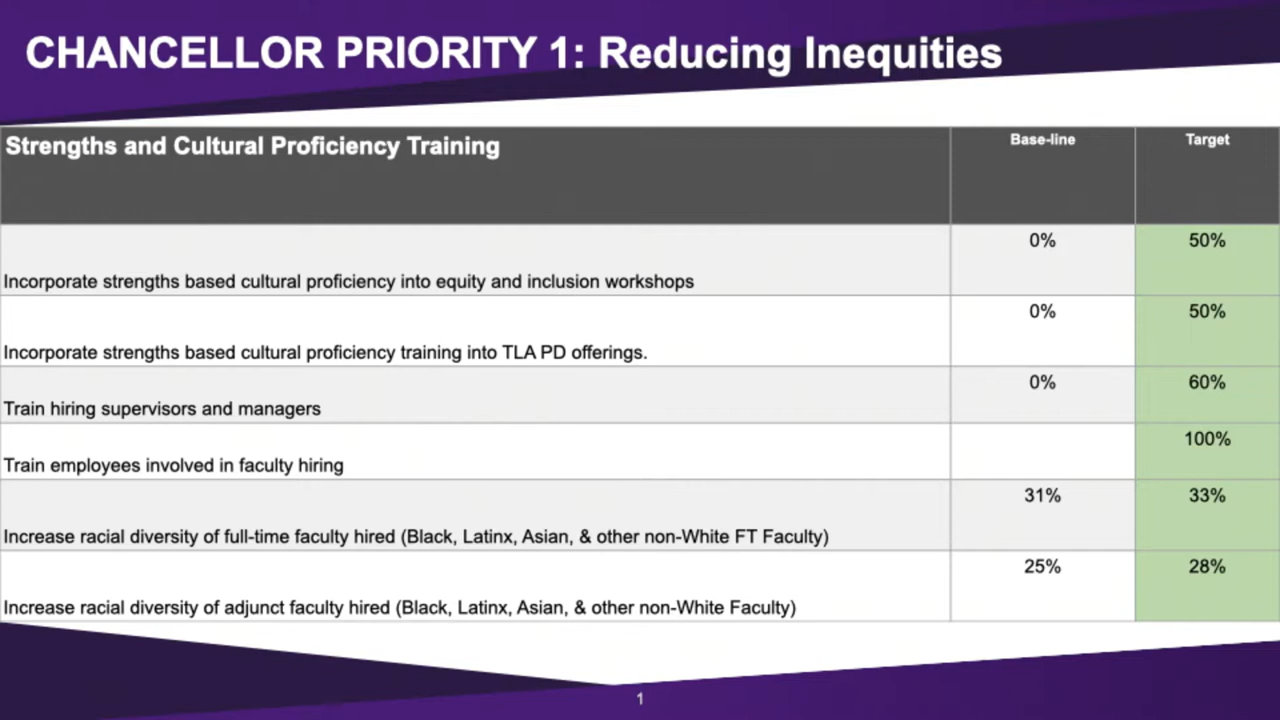 CHANCELLOR PRIORITY 1: Reducing Inequities
Strengths and Cultural Proficiency Training
Base-line
Target
Incorporate strengths based cultural proficiency into equity and inclusion workshops
0%
50%
Incorporate strengths based cultural proficiency training into TLA PD offerings.
0%
50%
Train hiring supervisors and managers
0%
60%
Train employees involved in faculty hiring
100%
Increase racial diversity of full-time faculty hired (Black, Latinx, Asian, & other non-White FT Faculty)
31%
33%
Increase racial diversity of adjunct faculty hired (Black, Latinx, Asian, & other non-White Faculty)
25%
28%
1